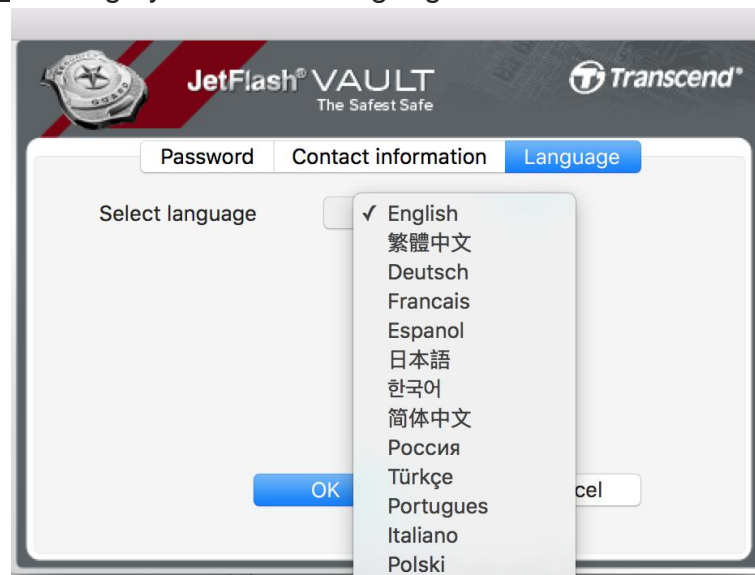 JetFlash® VAULT
The Safest Safe
Transcend®
GUARD
Password Contact information Language
Select language
✓ English
繁體中文
Deutsch
Francais
Espanol
日本語
한국어
简体中文
Россия
Türkçe
Portugues
Italiano
Polski
OK
cel